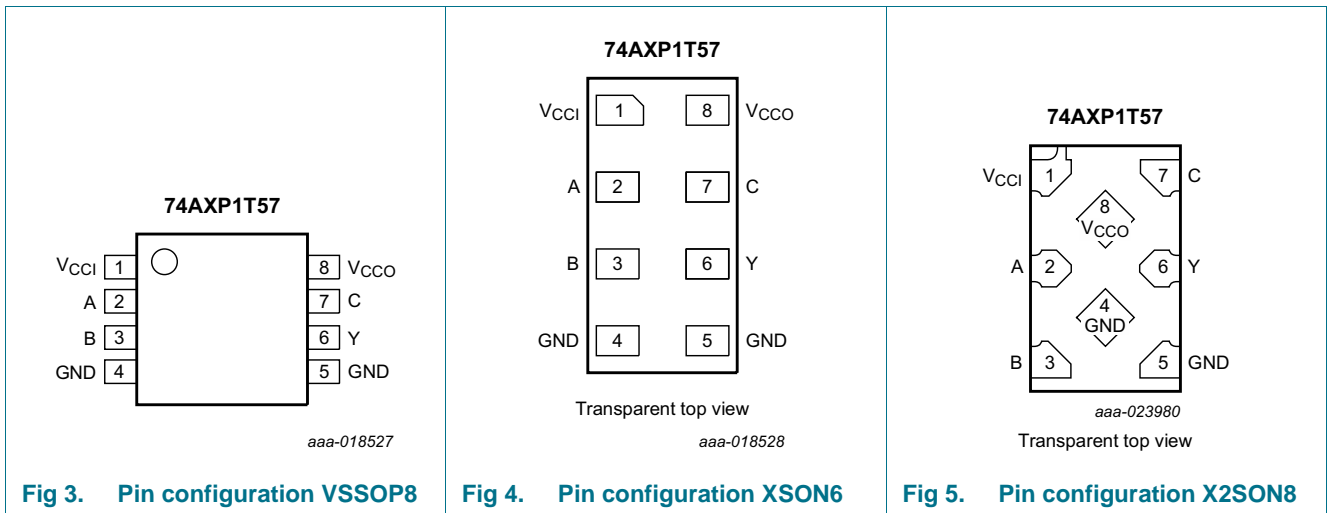 74AXP1T57
VCCI 1 8 VCCO
A 2 7 C
B 3 6 Y
GND 4 5 GND
aaa-018527
Fig 3. Pin configuration VSSOP8
74AXP1T57
VCCI 1 8 VCCO
A 2 7 C
B 3 6 Y
GND 4 5 GND
Transparent top view
aaa-018528
Fig 4. Pin configuration XSON6
74AXP1T57
VCCI 1 7 C
8
VCCO
A 2 6 Y
4
GND
B 3 5 GND
aaa-023980
Transparent top view
Fig 5. Pin configuration X2SON8